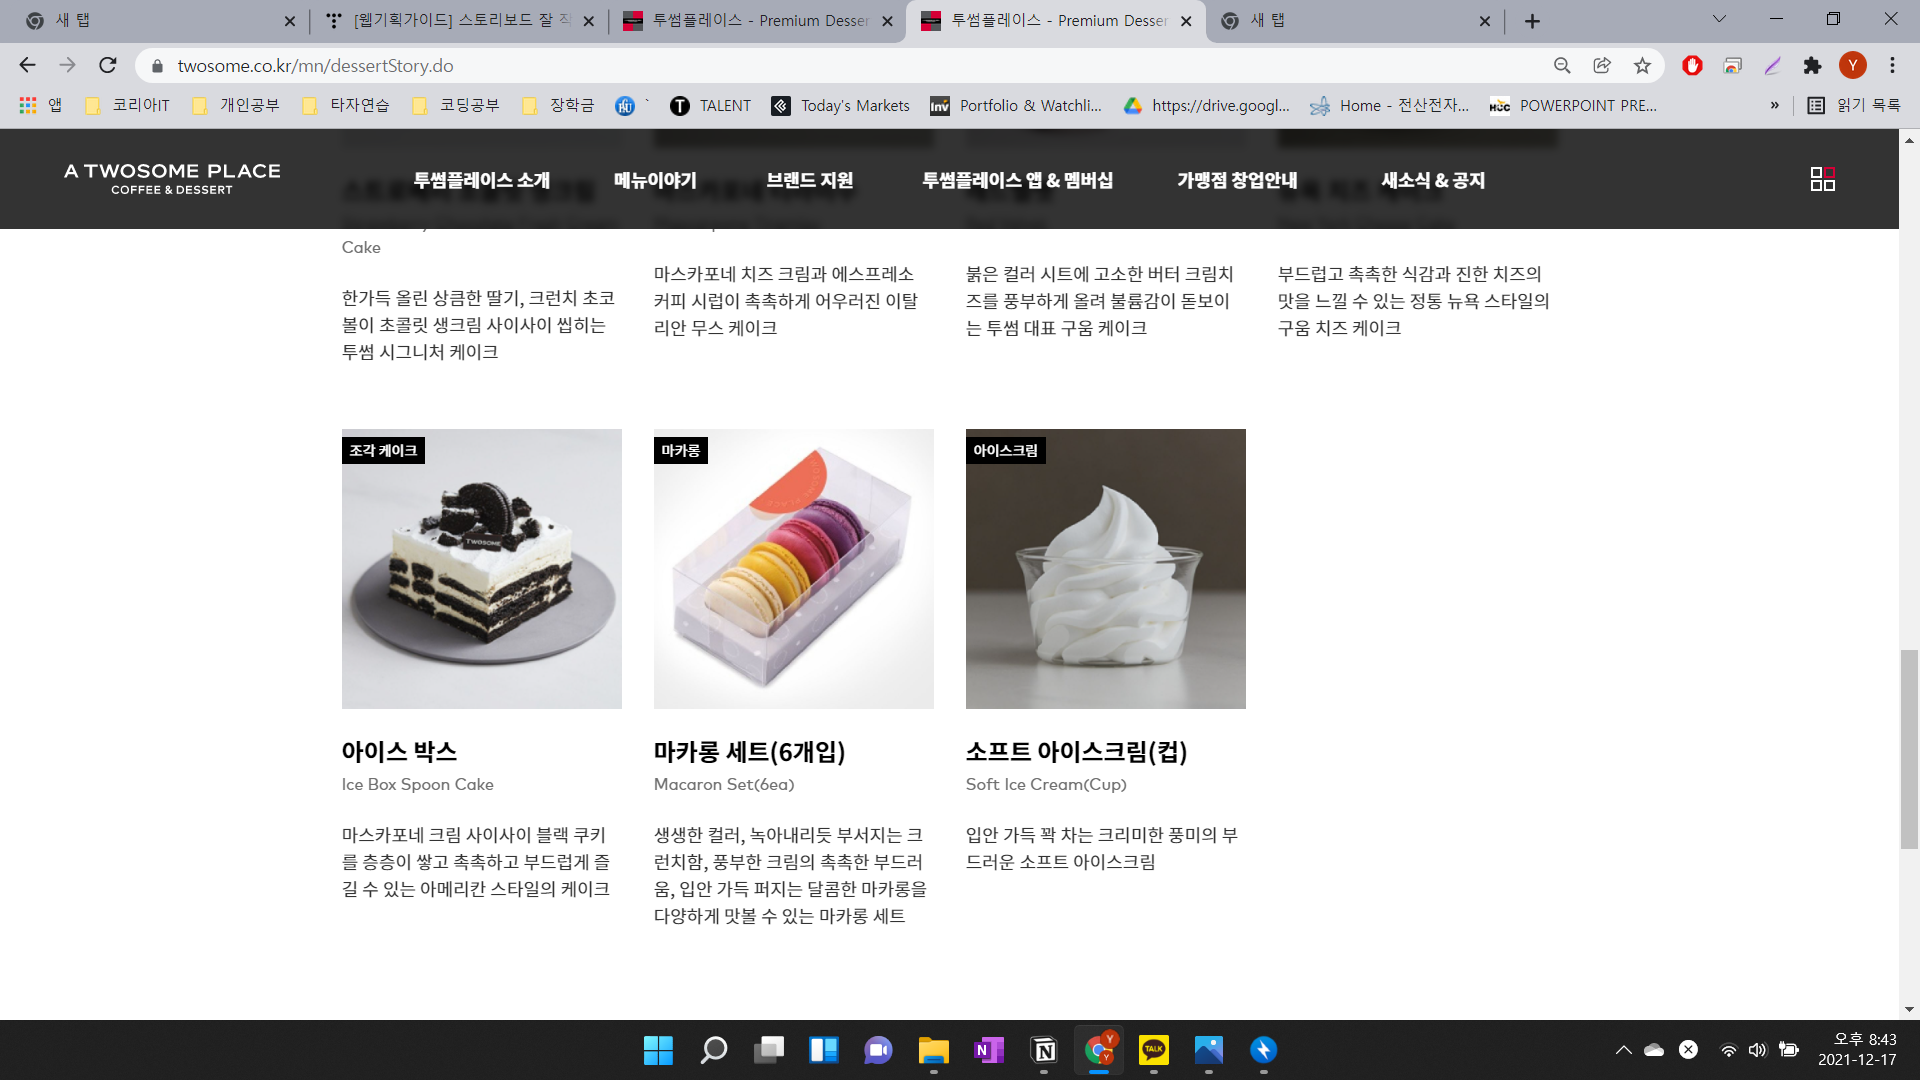 새 탭
[웹기획가이드] 스토리보드 잘 작
투썸플레이스 - Premium Desser
투썸플레이스 - Premium Desser
새 탭
twosome.co.kr/mn/dessertStory.do
Y
앱
코리아IT
개인공부
타자연습
코딩공부
장학금
`
TALENT
Today's Markets
Inv
Portfolio & Watchli...
https://drive.googl...
Home - 전산전자...
POWERPOINT PRE...
»
읽기 목록
A TWOSOME PLACE
COFFEE & DESSERT
투썸플레이스 소개
메뉴이야기
브랜드 지원
투썸플레이스 앱 & 멤버십
가맹점 창업안내
새소식 & 공지
Cake
한가득 올린 상큼한 딸기, 크런치 초코
볼이 초콜릿 생크림 사이사이 씹히는
투썸 시그니처 케이크
마스카포네 치즈 크림과 에스프레소
커피 시럽이 촉촉하게 어우러진 이탈
리안 무스 케이크
붉은 컬러 시트에 고소한 버터 크림치
즈를 풍부하게 올려 볼륨감이 돋보이
는 투썸 대표 구움 케이크
부드럽고 촉촉한 식감과 진한 치즈의
맛을 느낄 수 있는 정통 뉴욕 스타일의
구움 치즈 케이크
조각 케이크
TWOSOME
아이스 박스
Ice Box Spoon Cake
마스카포네 크림 사이사이 블랙 쿠키
를 층층이 쌓고 촉촉하고 부드럽게 즐
길 수 있는 아메리칸 스타일의 케이크
마카롱
마카롱 세트(6개입)
Macaron Set(6ea)
생생한 컬러, 녹아내리듯 부서지는 크
런치함, 풍부한 크림의 촉촉한 부드러
움, 입안 가득 퍼지는 달콤한 마카롱을
다양하게 맛볼 수 있는 마카롱 세트
아이스크림
소프트 아이스크림(컵)
Soft Ice Cream(Cup)
입안 가득 꽉 차는 크리미한 풍미의 부
드러운 소프트 아이스크림
TALK
오후 8:43
2021-12-17